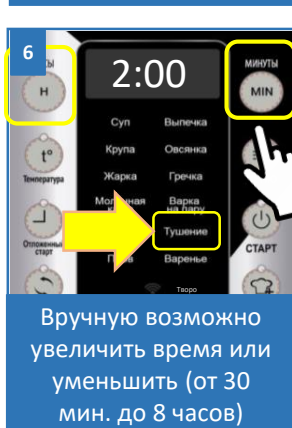 6
МИНУТЫ
H
2:00
MIN
Суп Выпечка
t° Крупа Овсянка
Температура Жарка Гречка
Варка
на пару
Тушение
Отложенный
старт
СТАРТ
Варенье
Творо
Вручную возможно
увеличить время или
уменьшить (от 30
мин. до 8 часов)